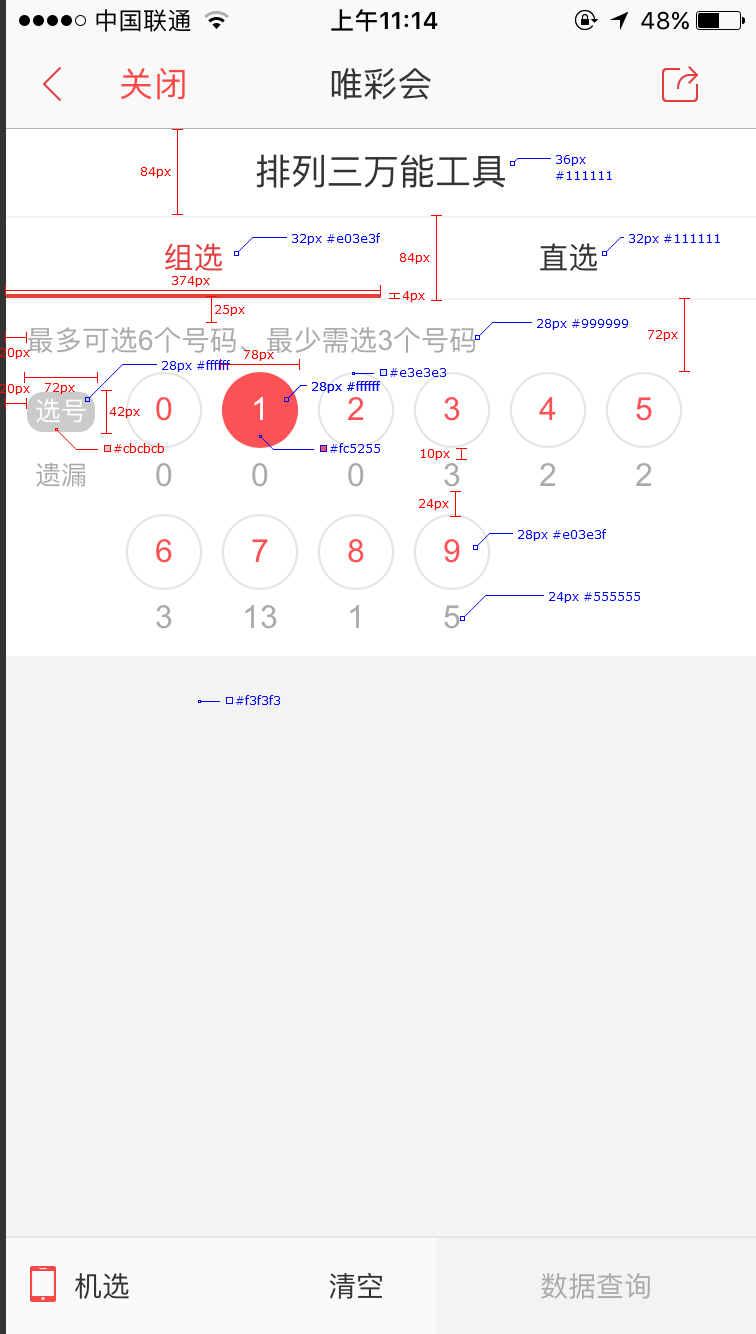 中国联通 上午11:14 48%
关闭 唯彩会
排列三万能工具
36px
#111111
84px
组选 32px #e03e3f
84px
直选 32px #111111
374px
4px
25px
28px #999999
72px
最多可选6个号码、最少需选3个号码
20px
78px
28px #ffffff
#e3e3e3
20px 72px
28px #ffffff
选号 42px 0 1 2 3 4 5
#cbcbcb
#fc5255
10px
遗漏 0 0 0 3 2 2
24px
28px #e03e3f
6 7 8 9
24px #555555
3 13 1 5
#f3f3f3
机选 清空 数据查询